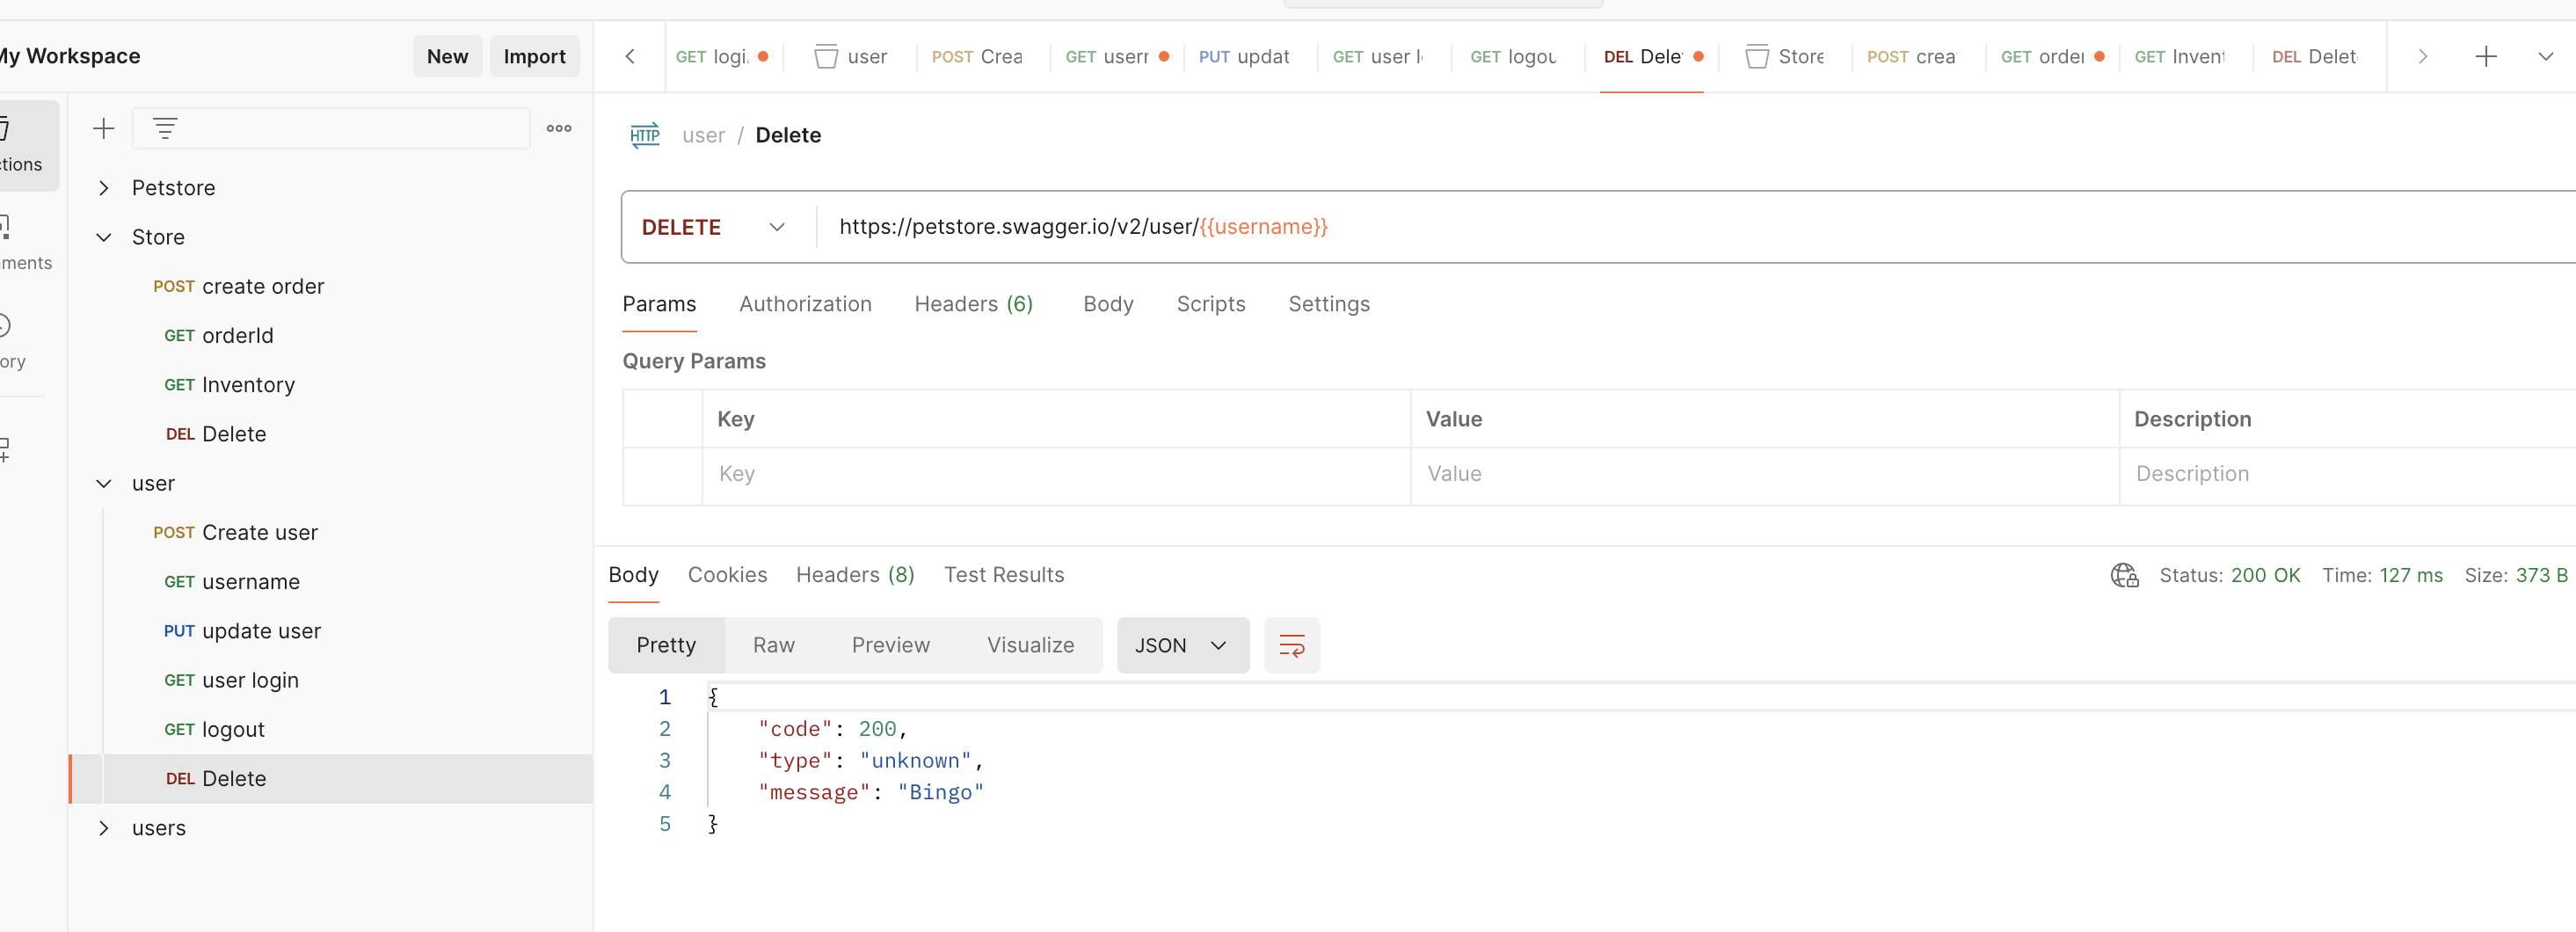 My Workspace
New
Import
GET logi
user
POST Crea
GET userr
PUT updat
GET user l
GET logou
DEL Dele
Store
POST crea
GET order
GET Invent
DEL Delet
ctions
ments
ory
Petstore
Store
POST create order
GET orderId
GET Inventory
DEL Delete
user
POST Create user
GET username
PUT update user
GET user login
GET logout
DEL Delete
users
HTTP user / Delete
DELETE https://petstore.swagger.io/v2/user/{{username}}
Params Authorization Headers (6) Body Scripts Settings
Query Params
Key Value Description
Key Value Description
Body Cookies Headers (8) Test Results
Status: 200 OK Time: 127 ms Size: 373 B
Pretty Raw Preview Visualize JSON
1 {
2 "code": 200,
3 "type": "unknown",
4 "message": "Bingo"
5 }